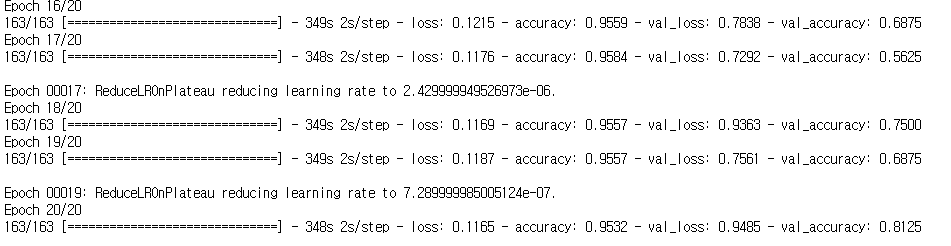 Epoch 16/20
163/163 [==============================] - 349s 2s/step - loss: 0.1215 - accuracy: 0.9559 - val_loss: 0.7838 - val_accuracy: 0.6875
Epoch 17/20
163/163 [==============================] - 348s 2s/step - loss: 0.1176 - accuracy: 0.9584 - val_loss: 0.7292 - val_accuracy: 0.5625
Epoch 00017: ReduceLROnPlateau reducing learning rate to 2.429999949526973e-06.
Epoch 18/20
163/163 [==============================] - 349s 2s/step - loss: 0.1169 - accuracy: 0.9557 - val_loss: 0.9363 - val_accuracy: 0.7500
Epoch 19/20
163/163 [==============================] - 349s 2s/step - loss: 0.1187 - accuracy: 0.9557 - val_loss: 0.7561 - val_accuracy: 0.6875
Epoch 00019: ReduceLROnPlateau reducing learning rate to 7.289999985005124e-07.
Epoch 20/20
163/163 [==============================] - 348s 2s/step - loss: 0.1165 - accuracy: 0.9532 - val_loss: 0.9485 - val_accuracy: 0.8125